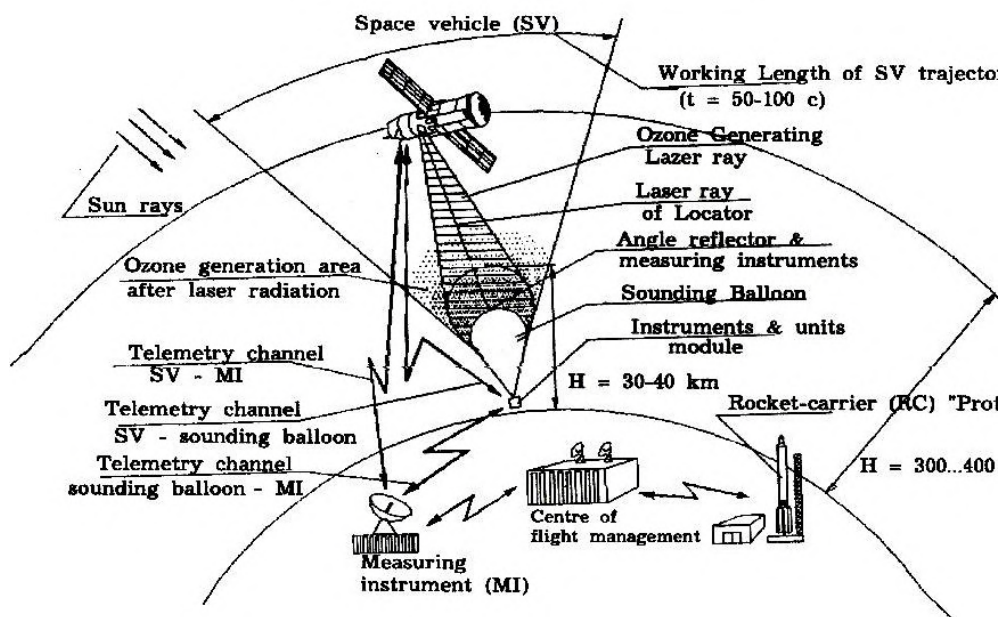 Space vehicle (SV)
Working Length of SV trajector
(t = 50-100 c)
Ozone Generating
Lazer ray
Laser ray
of Locator
Sun rays
Angle reflector &
measuring instruments
Ozone generation area
after laser radiation
Sounding Balloon
Instruments & units
module
Telemetry channel
SV - MI
H = 30-40 km
Rocket-carrier (RC) "Prot
Telemetry channel
SV - sounding balloon
Telemetry channel
sounding balloon - MI
H = 300...400
Centre of
flight management
Measuring
instrument (MI)